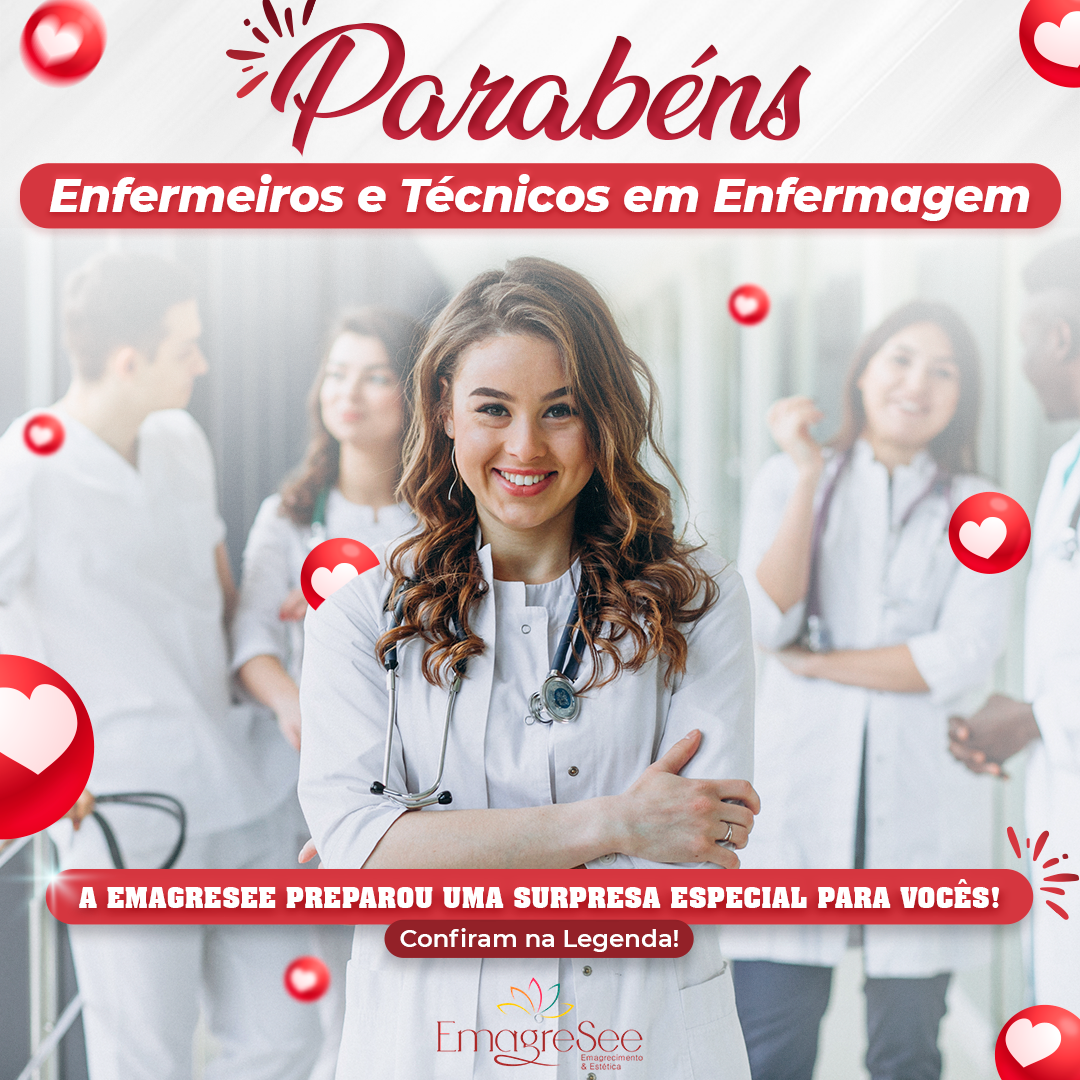 Parabéns
Enfermeiros e Técnicos em Enfermagem
A EMAGRESEE PREPAROU UMA SURPRESA ESPECIAL PARA VOCÊS!
Confiram na Legenda!
EmagreSee
Emagrecimento
& Estética